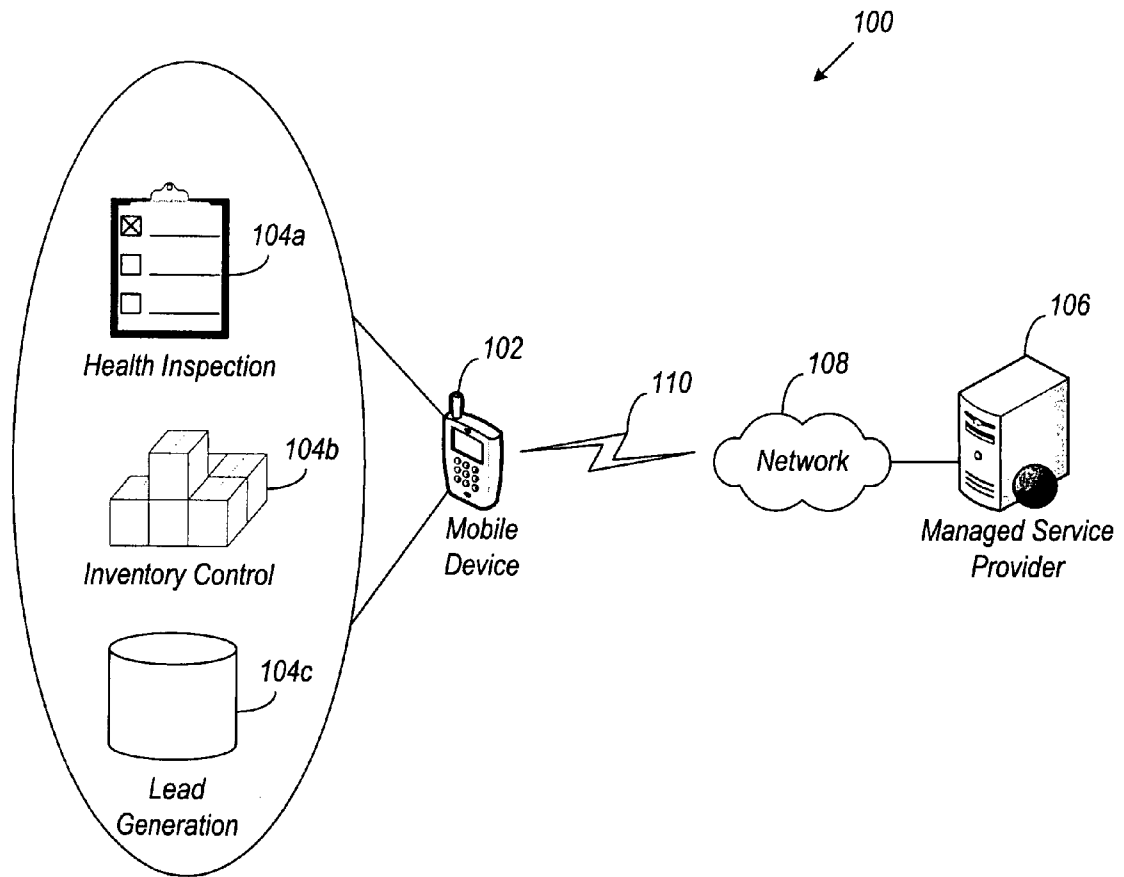 100
104a
Health Inspection
104b
Inventory Control
104c
Lead
Generation
102
Mobile
Device
110
108
Network
106
Managed Service
Provider